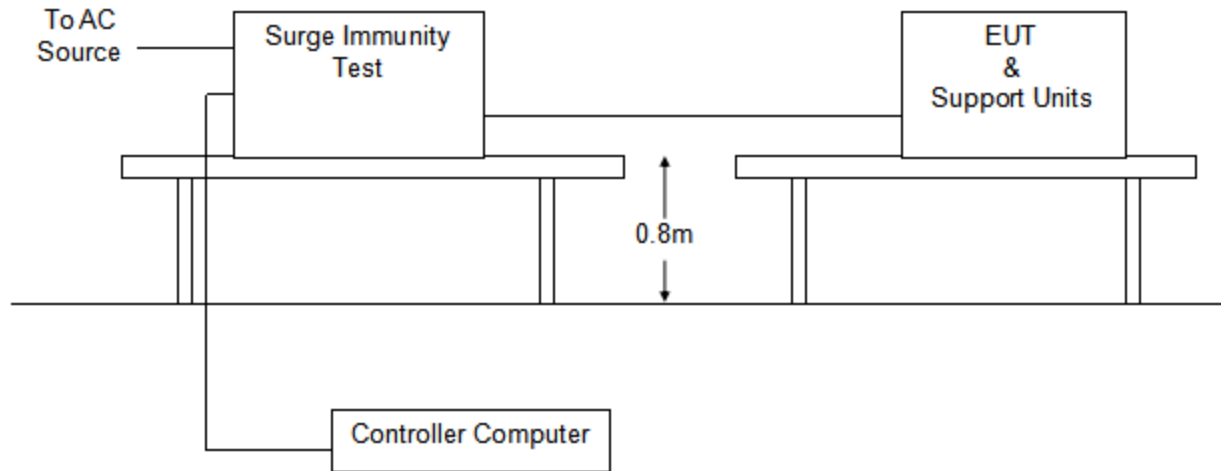 To AC
Source
Surge Immunity
Test
EUT
&
Support Units
0.8m
Controller Computer